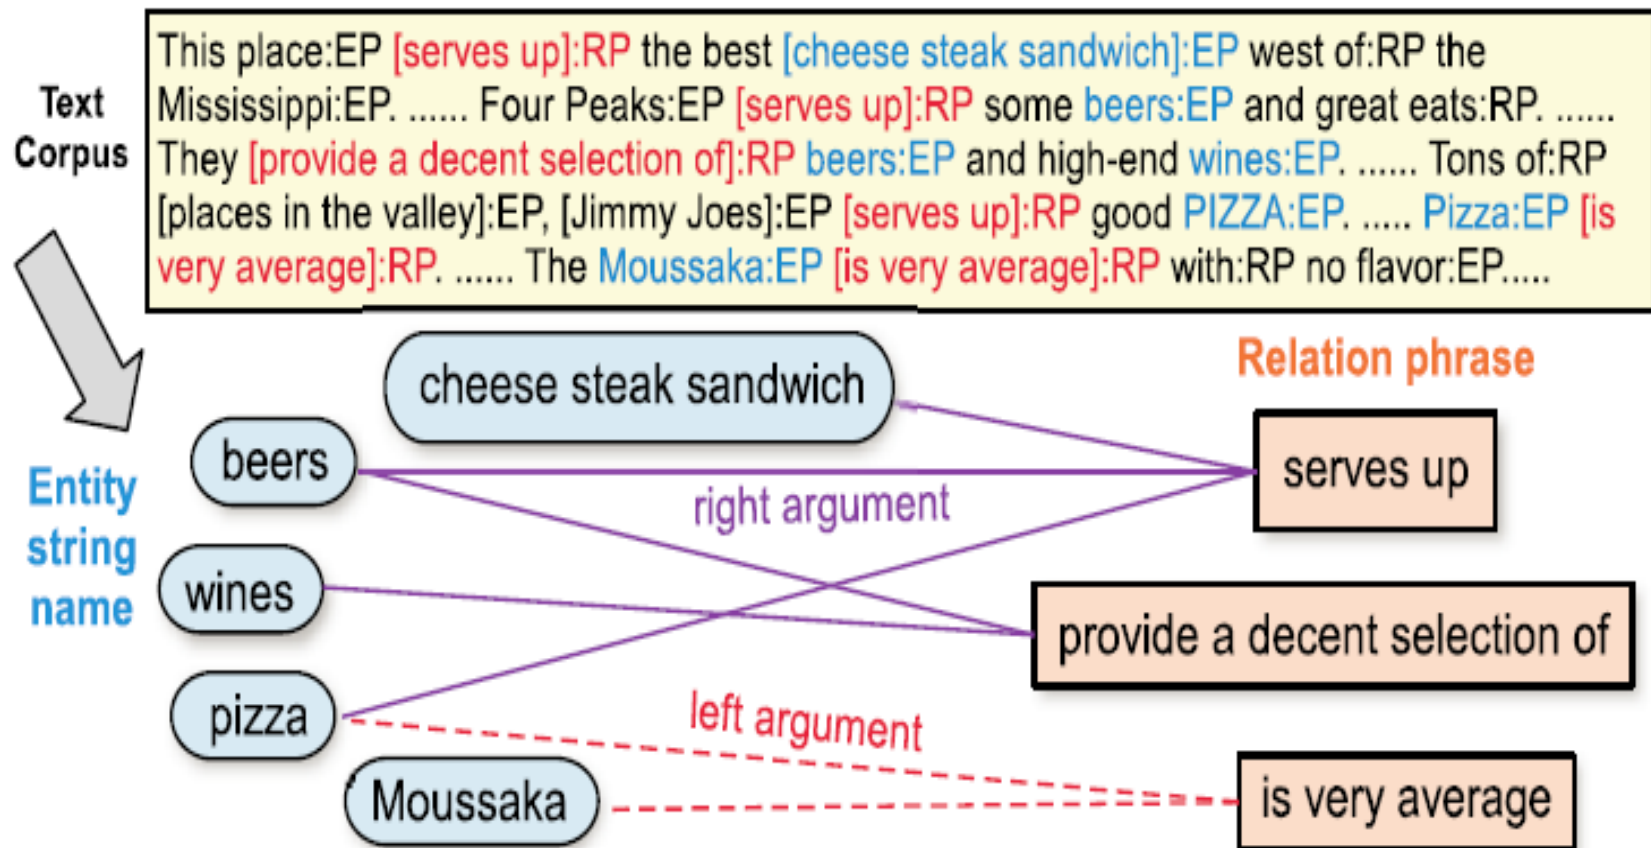 This place:EP [serves up]:RP the best [cheese steak sandwich]:EP west of:RP the
Mississippi:EP. ...... Four Peaks:EP [serves up]:RP some beers:EP and great eats:RP. ......
They [provide a decent selection of]:RP beers:EP and high-end wines:EP. ...... Tons of:RP
[places in the valley]:EP, [Jimmy Joes]:EP [serves up]:RP good PIZZA:EP. ..... Pizza:EP [is
very average]:RP. ...... The Moussaka:EP [is very average]:RP with:RP no flavor:EP.....
Text
Corpus
Relation phrase
cheese steak sandwich
beers
serves up
Entity
string
name
right argument
wines
provide a decent selection of
pizza
left argument
Moussaka
is very average